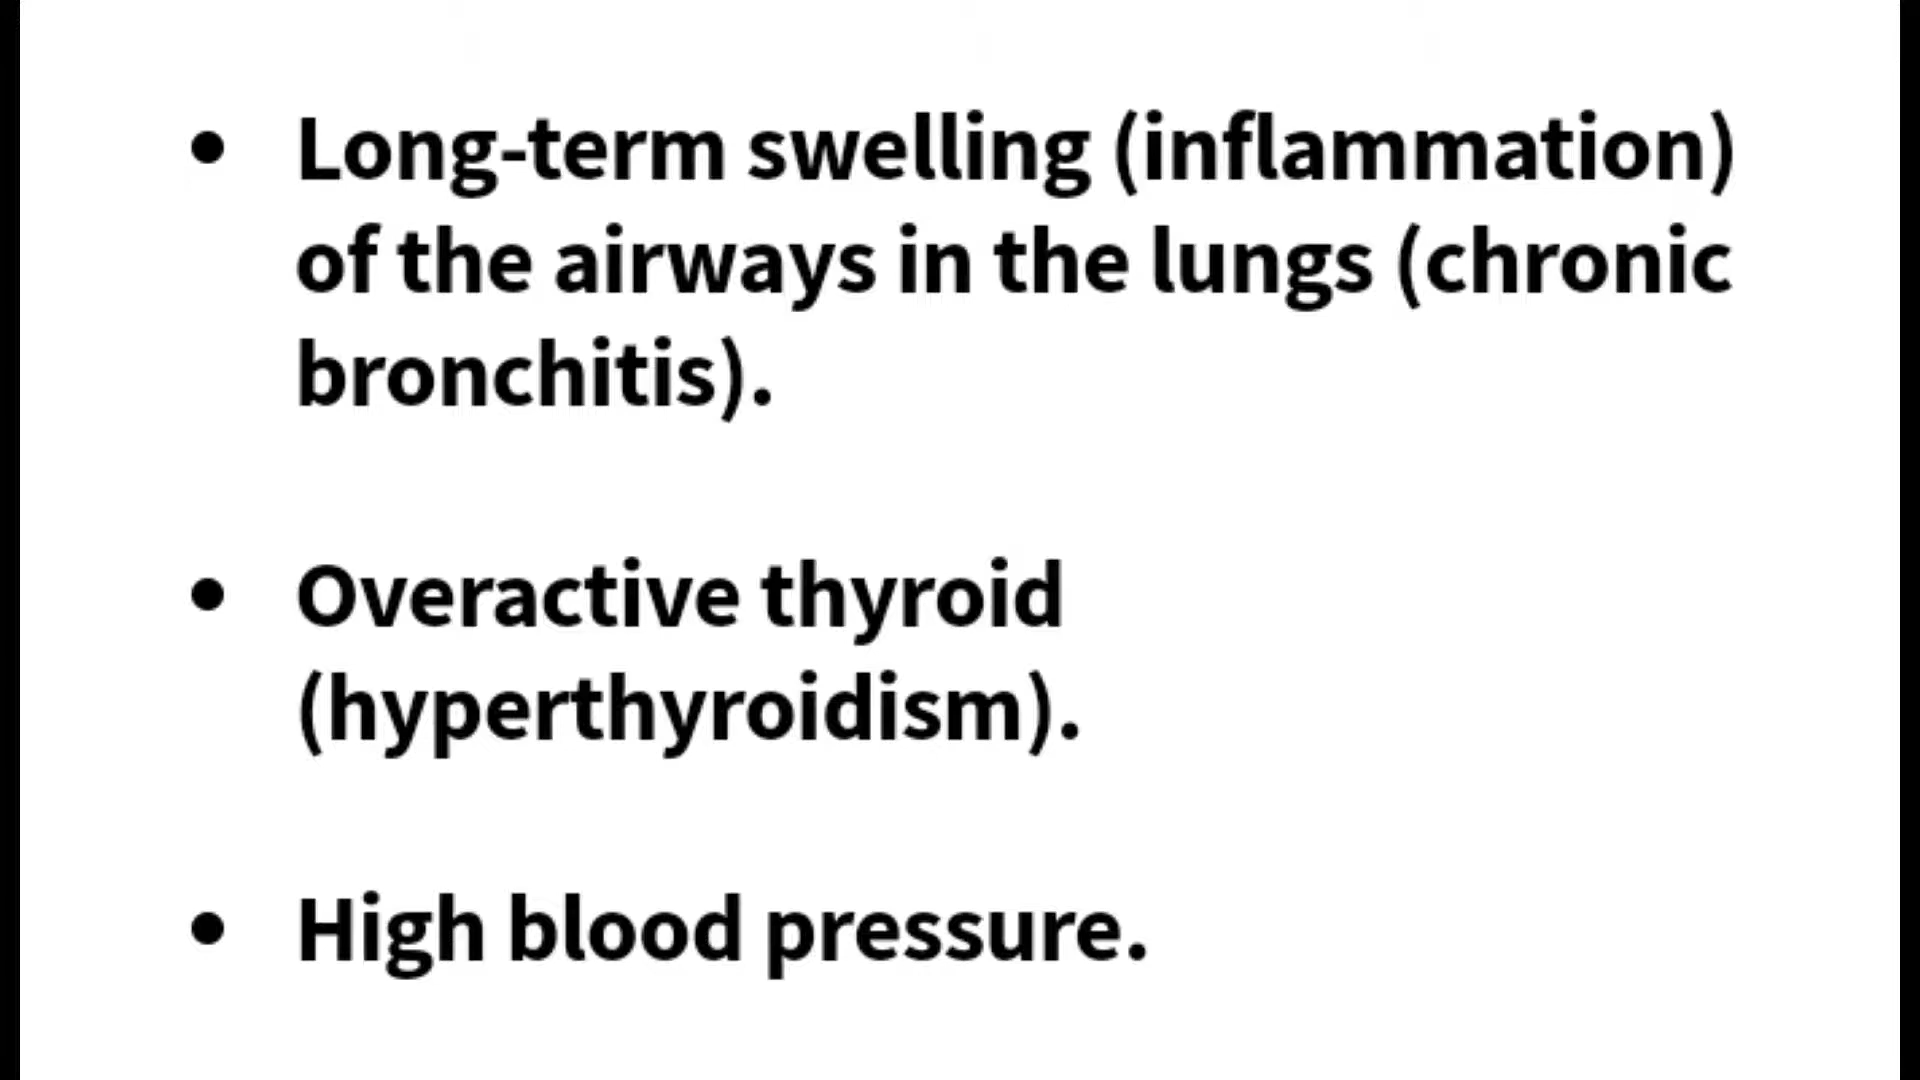 • Long-term swelling (inflammation)
of the airways in the lungs (chronic
bronchitis).
• Overactive thyroid
(hyperthyroidism).
• High blood pressure.